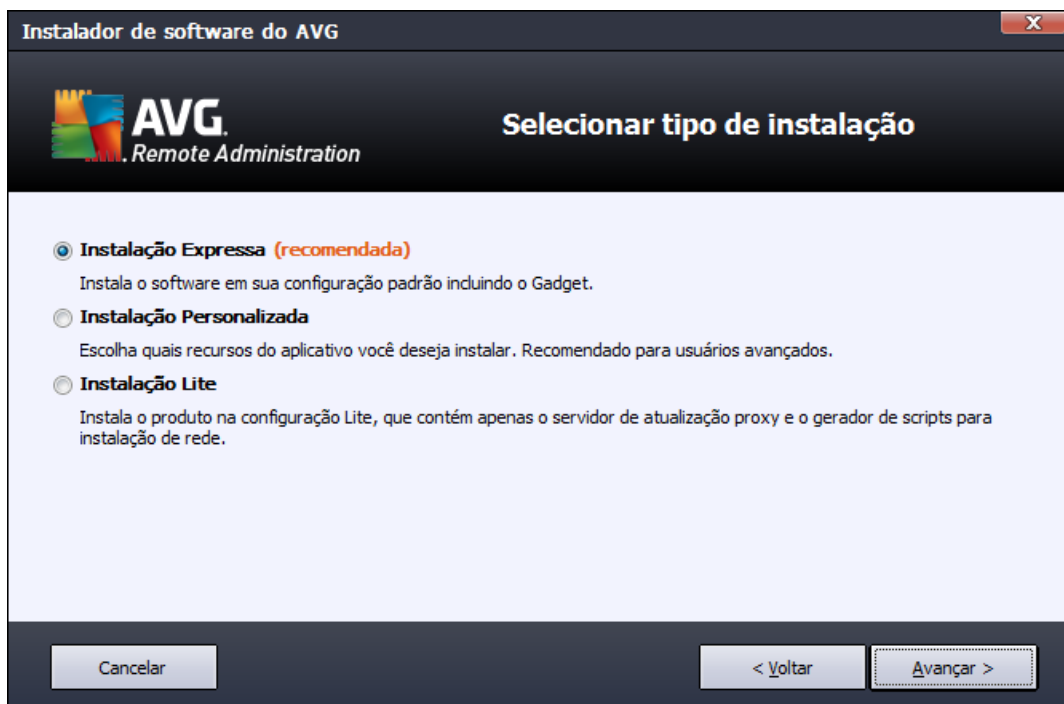 Instalador de software do AVG
AVG.
Remote Administration
Selecionar tipo de instalação
Instalação Expressa (recomendada)
Instala o software em sua configuração padrão incluindo o Gadget.
Instalação Personalizada
Escolha quais recursos do aplicativo você deseja instalar. Recomendado para usuários avançados.
Instalação Lite
Instala o produto na configuração Lite, que contém apenas o servidor de atualização proxy e o gerador de scripts para
instalação de rede.
Cancelar
< Voltar
Avançar >